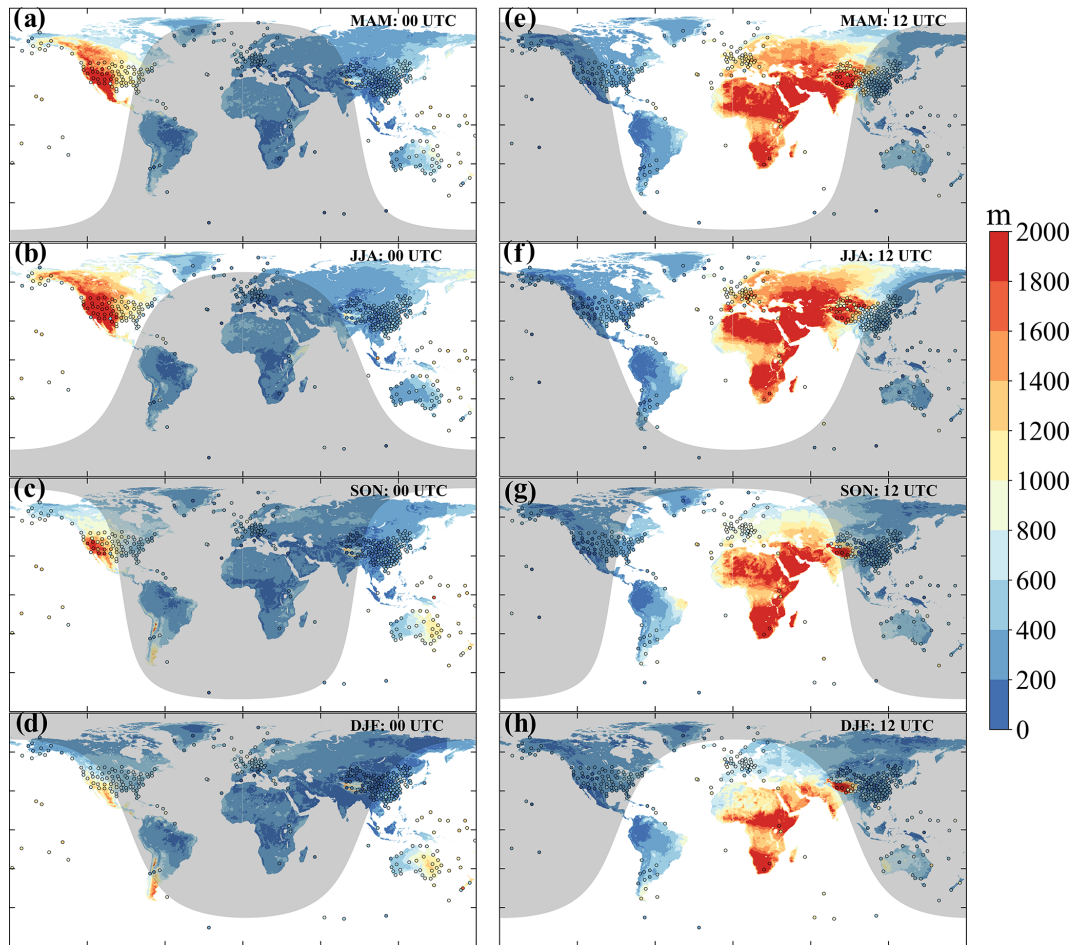 (a) MAM: 00 UTC
(e) MAM: 12 UTC
(b) JJA: 00 UTC
(f) JJA: 12 UTC
(c) SON: 00 UTC
(g) SON: 12 UTC
(d) DJF: 00 UTC
(h) DJF: 12 UTC
m
2000
1800
1600
1400
1200
1000
800
600
400
200
0